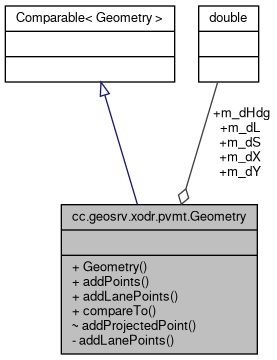 Comparable< Geometry >
double
+m_dHdg
+m_dL
+m_dS
+m_dX
+m_dY
cc.geosrv.xodr.pvmt.Geometry
+ Geometry()
+ addPoints()
+ addLanePoints()
+ compareTo()
~ addProjectedPoint()
- addLanePoints()